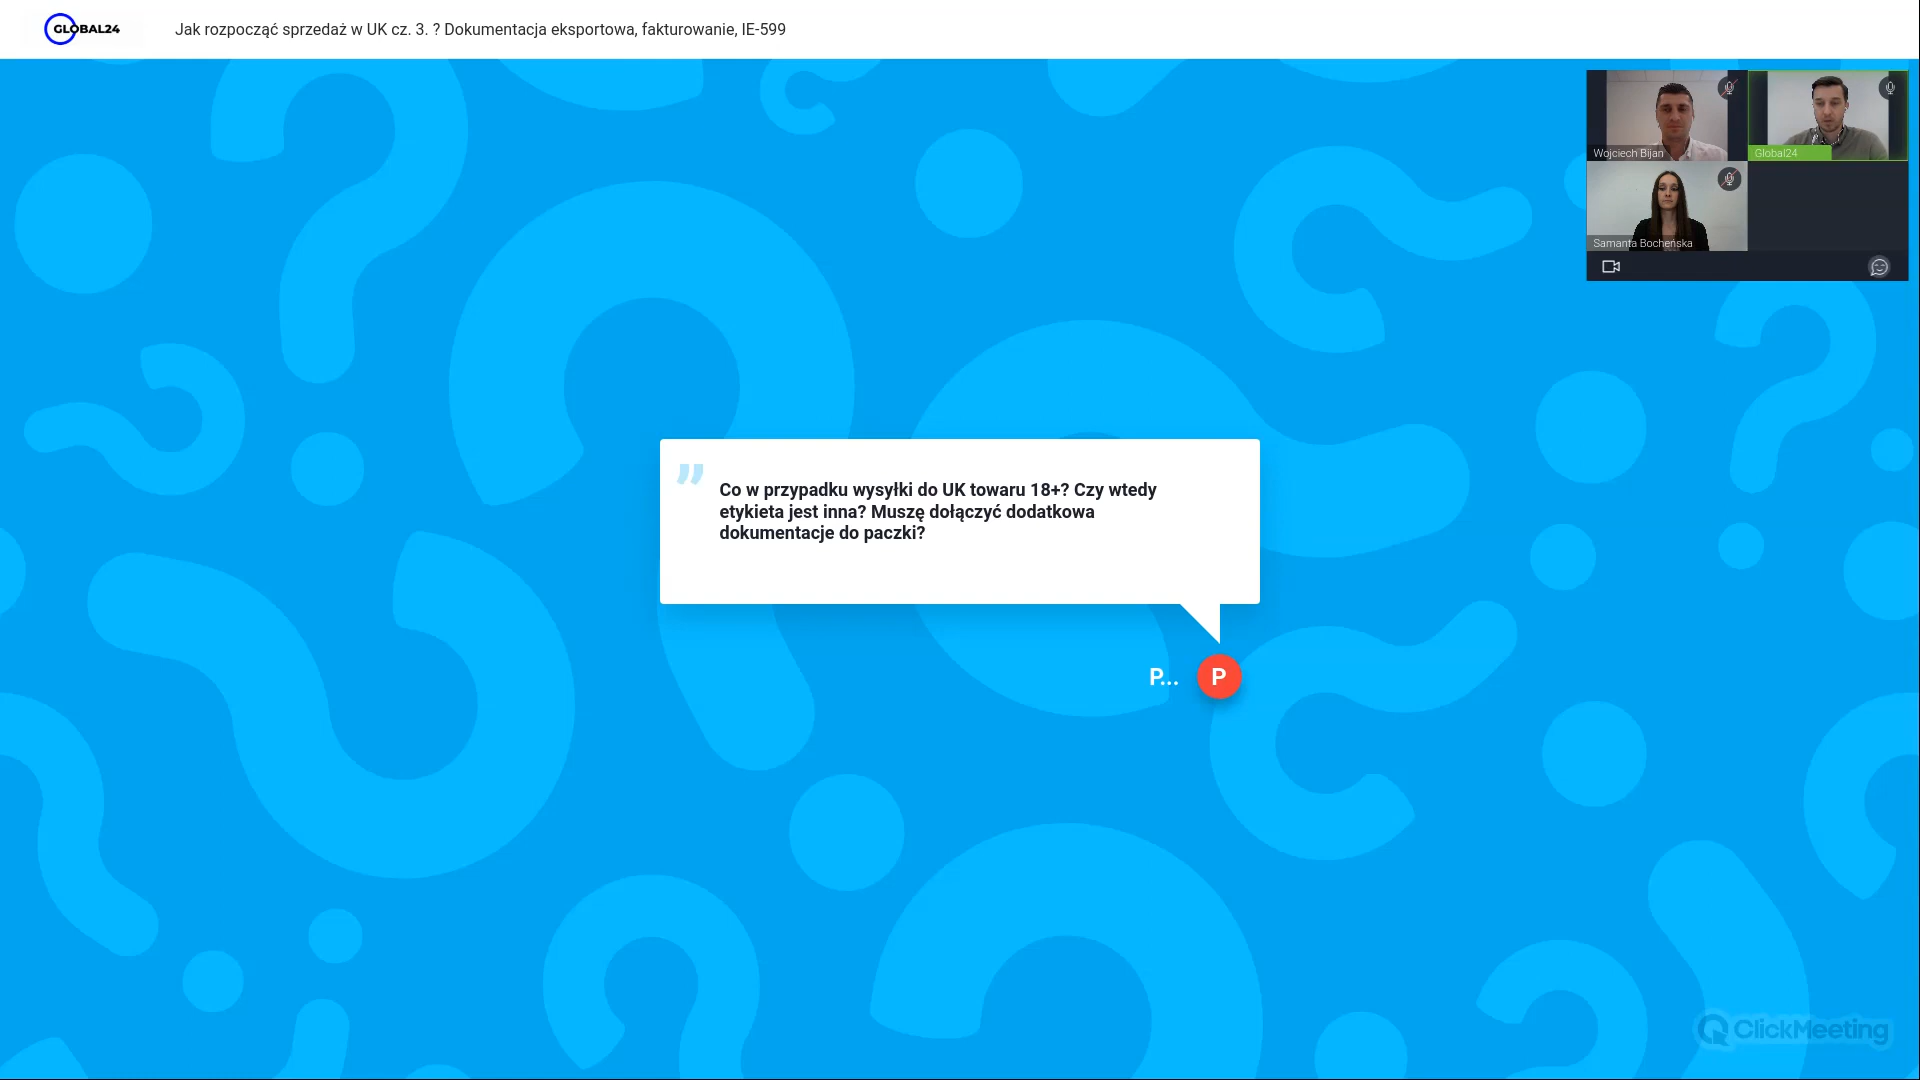 GLOBAL24
Jak rozpocząć sprzedaż w UK cz. 3. ? Dokumentacja eksportowa, fakturowanie, IE-599
Wojciech Bijan
Global24
Samanta Bocheńska
Co w przypadku wysyłki do UK towaru 18+? Czy wtedy
etykieta jest inna? Muszę dołączyć dodatkowa
dokumentacje do paczki?
P... P
ClickMeeting